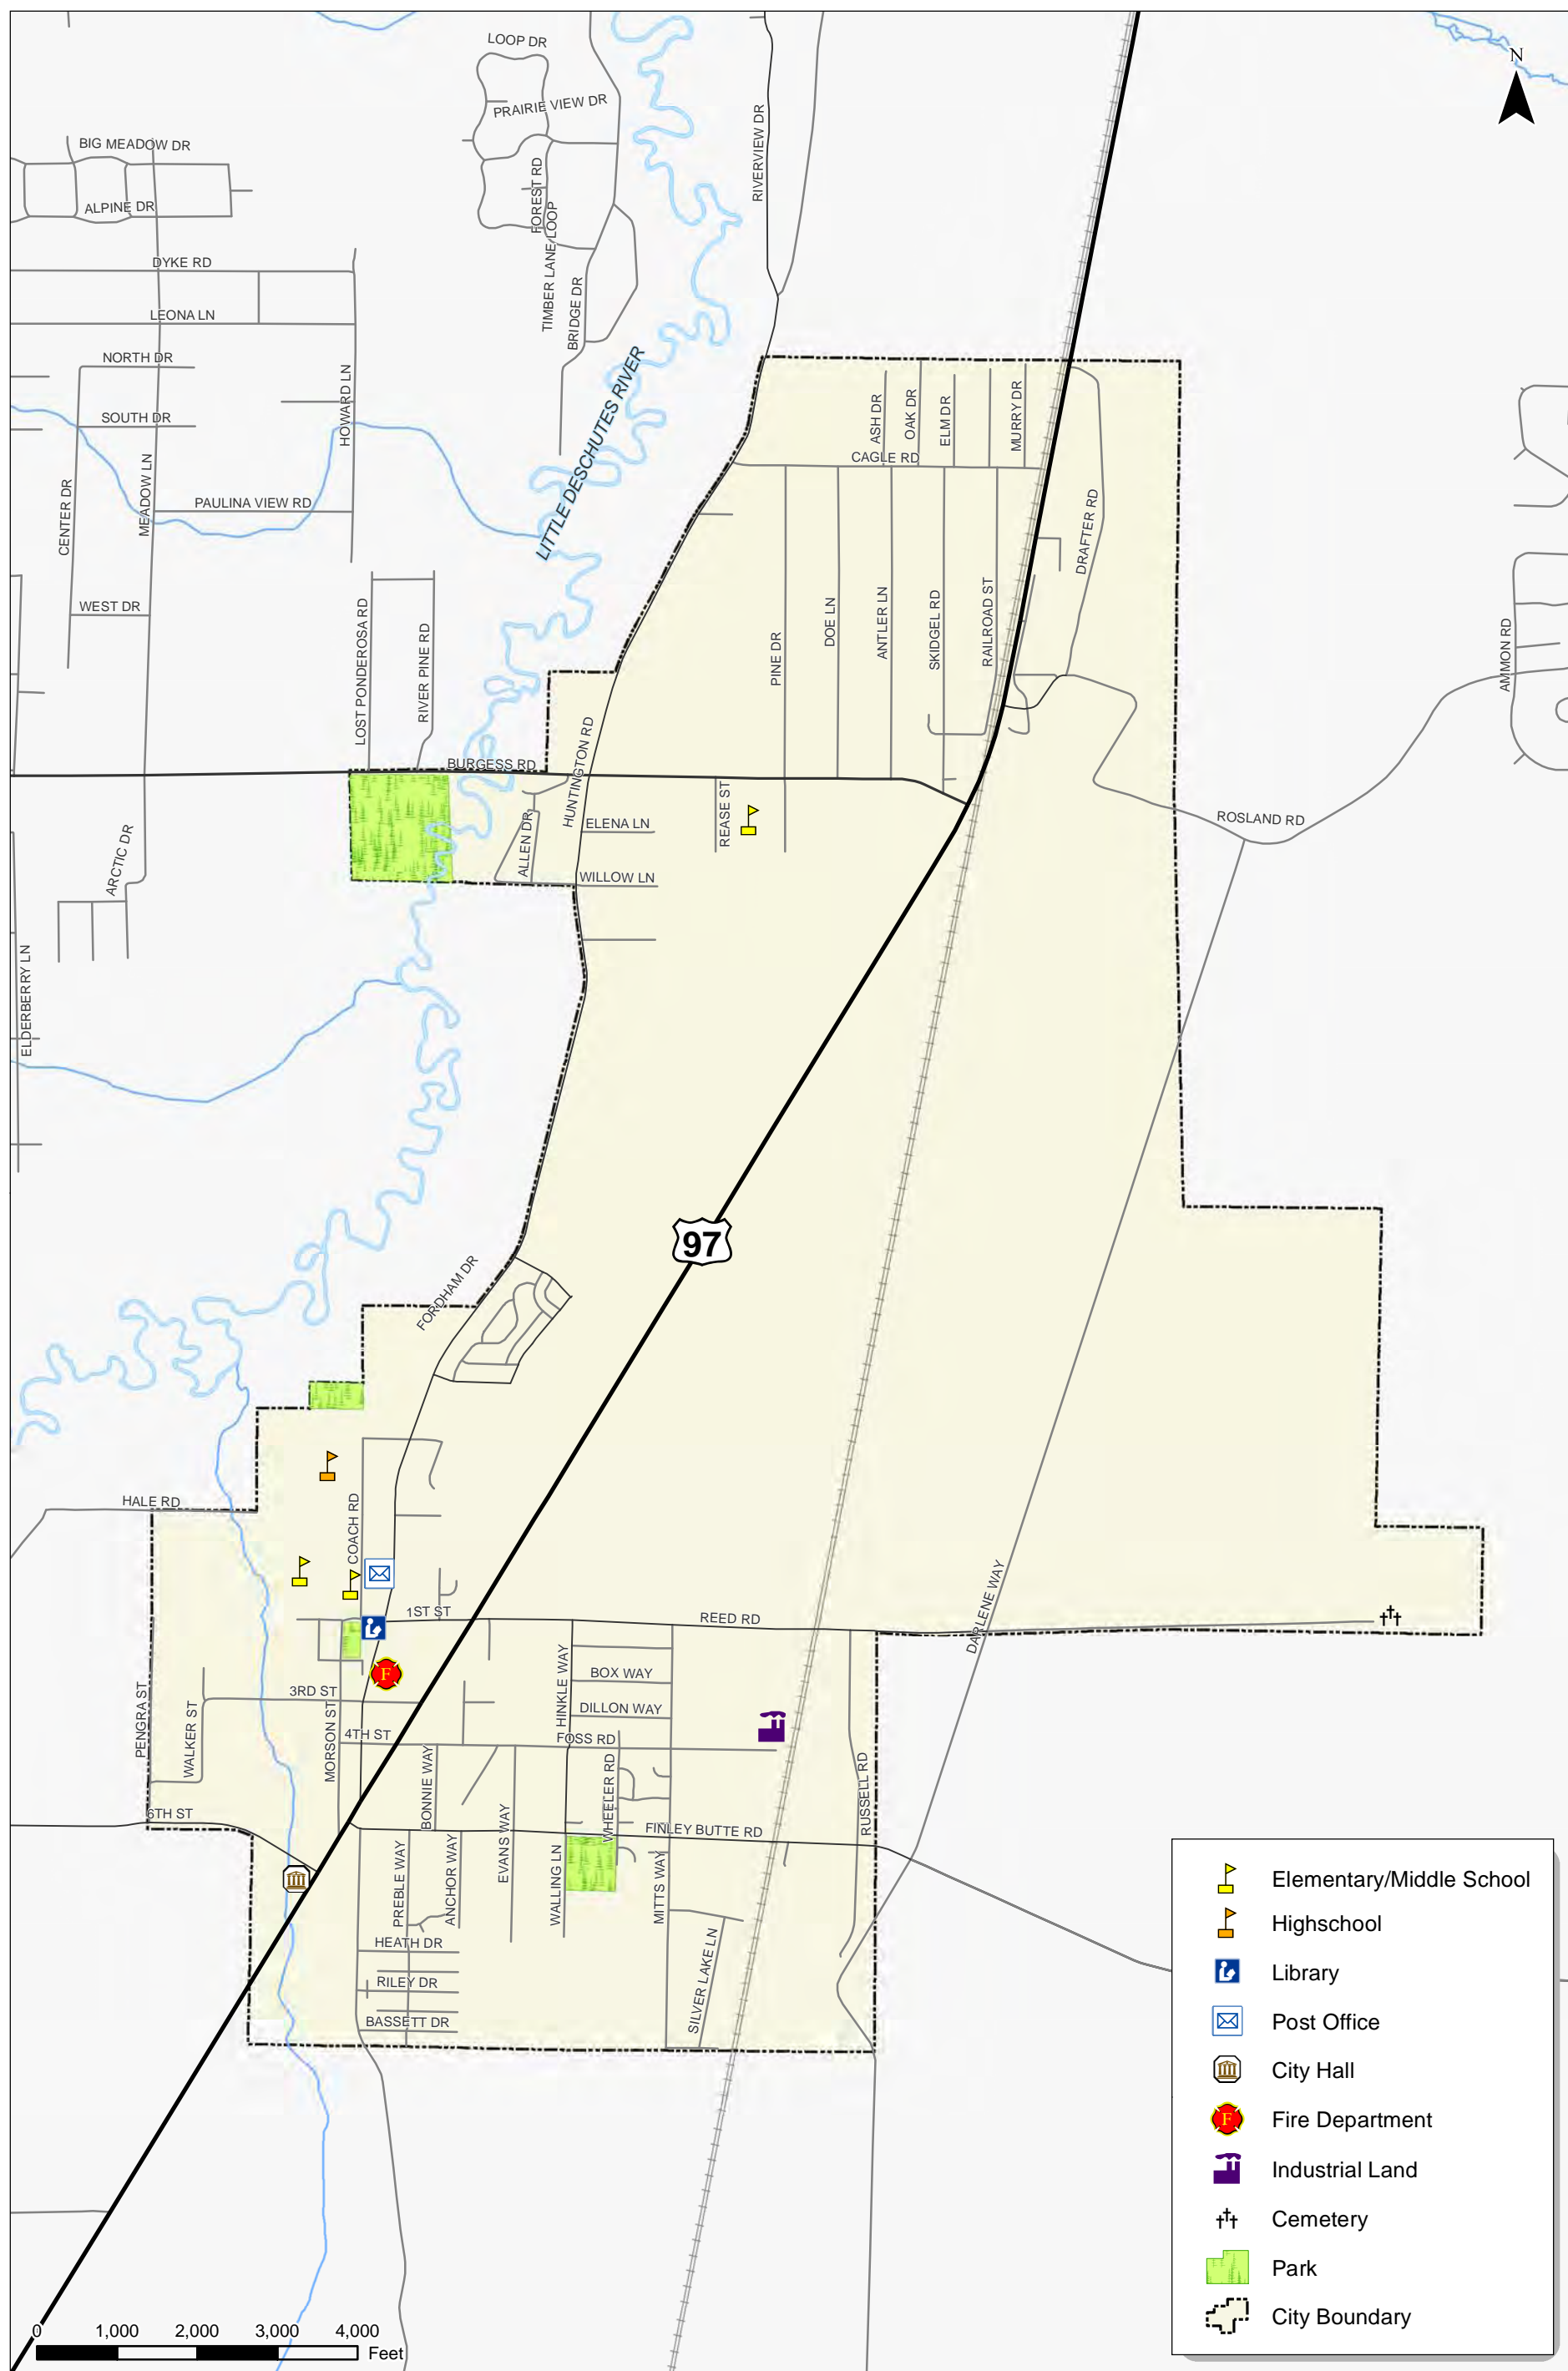 LOOP DR
N
PRAIRIE VIEW DR
RIVERVIEW DR
BIG MEADOW DR
FOREST RD
ALPINE DR
TIMBER LANE LOOP
DYKE RD
BRIDGE DR
LEONA LN
NORTH DR
HOWARD LN
LITTLE DESCHUTES RIVER
ASH DR
OAK DR
ELM DR
MURRY DR
SOUTH DR
CAGLE RD
MEADOW LN
CENTER DR
PAULINA VIEW RD
DRAFTER RD
WEST DR
LOST PONDEROSA RD
RIVER PINE RD
PINE DR
DOE LN
ANTLER LN
SKIDGEL RD
RAILROAD ST
AMMON RD
BURGESS RD
HUNTINGTON RD
REASE ST
ELENA LN
ALLEN DR
ROSLAND RD
ARCTIC DR
WILLOW LN
ELDERBERRY LN
97
FORDHAM DR
HALE RD
COACH RD
1ST ST
REED RD
DARLENE WAY
PENGRA ST
WALKER ST
3RD ST
MORSON ST
4TH ST
HINKLE WAY
BOX WAY
DILLON WAY
FOSS RD
BONNIE WAY
WHEELER RD
RUSSELL RD
6TH ST
EVANS WAY
FINLEY BUTTE RD
PREBLE WAY
ANCHOR WAY
WALLING LN
MITTS WAY
HEATH DR
SILVER LAKE LN
RILEY DR
BASSETT DR
Elementary/Middle School
Highschool
Library
Post Office
City Hall
F
F
Fire Department
Industrial Land
Cemetery
Park
City Boundary
0 1,000 2,000 3,000 4,000
Feet